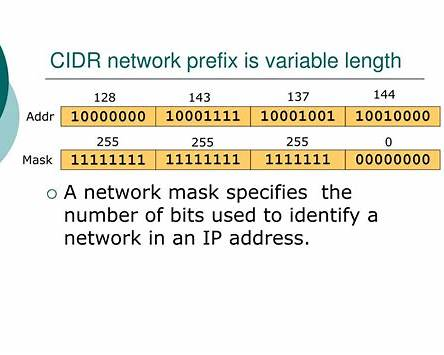 CIDR network prefix is variable length
128 143 137 144
Addr 10000000 10001111 10001001 10010000
255 255 255 0
Mask 11111111 11111111 1111111 00000000
A network mask specifies the
number of bits used to identify a
network in an IP address.